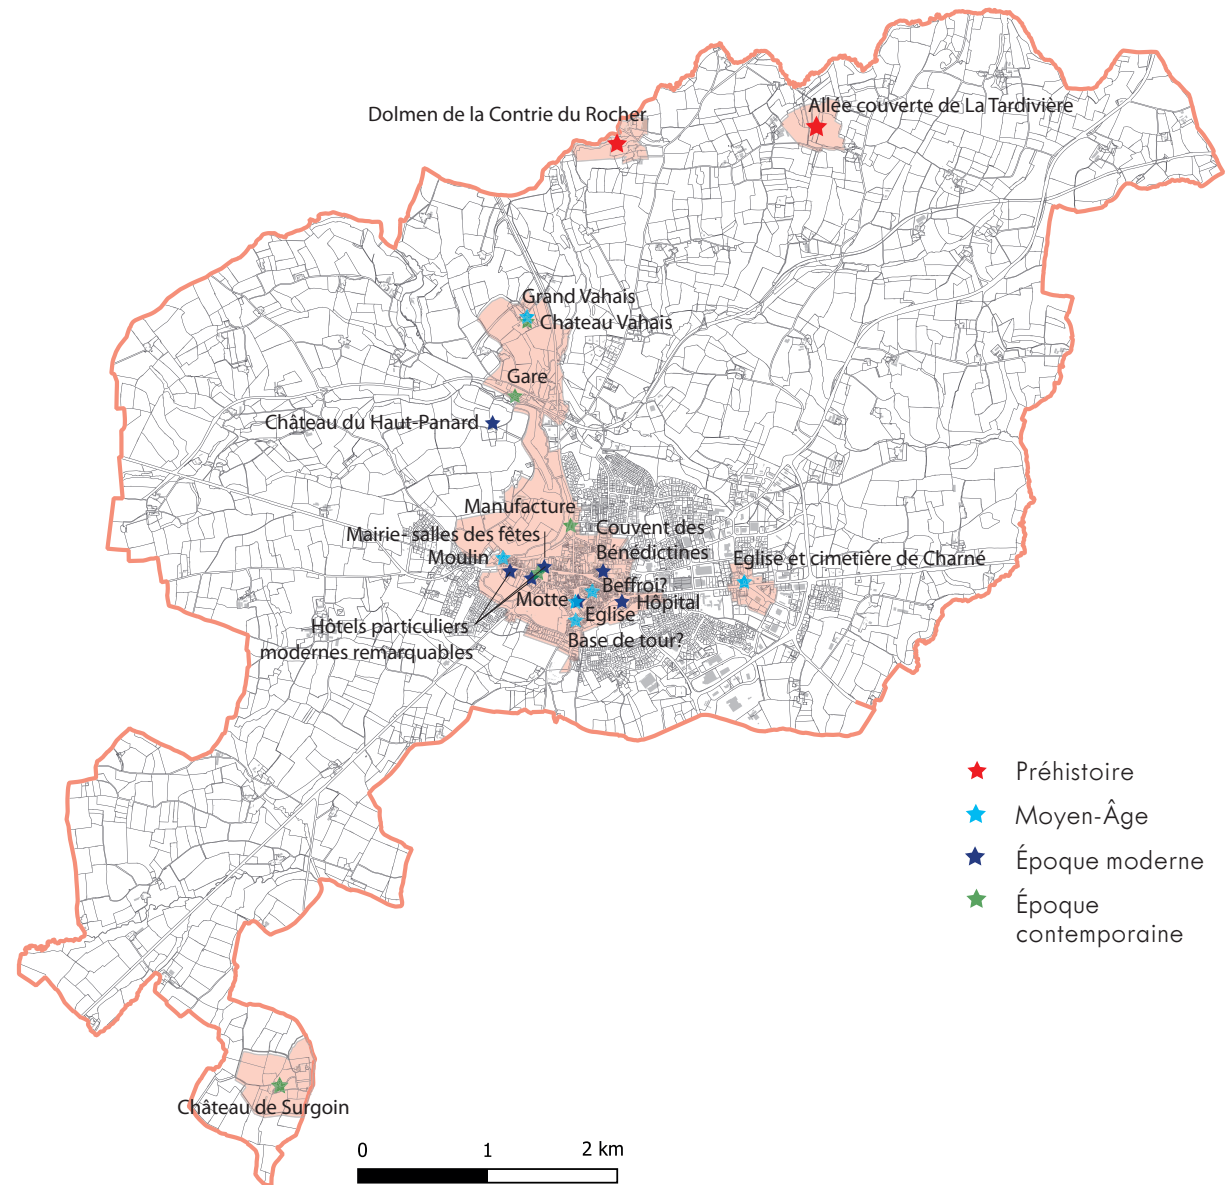 Allée couverte de La Tardivière
Dolmen de la Contrie du Rocher
Grand Vahais
Chateau Vahais
Gare
Château du Haut-Panard
Manufacture
Mairie- salles des fêtes
Couvent des
Bénédictines
Moulin
Eglise et cimetière de Charné
Beffroi?
Motte
Hôpital
Eglise
Hôtels particuliers
modernes remarquables
Base de tour?
Préhistoire
Moyen-Âge
Époque moderne
Époque
contemporaine
Château de Surgoin
0 1 2 km